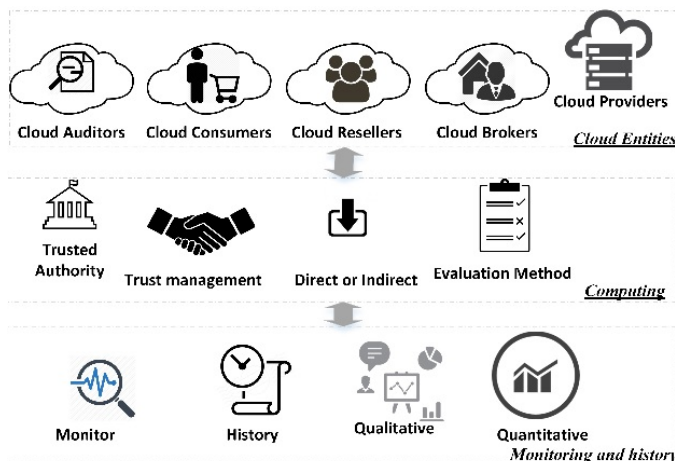 Cloud Providers
Cloud Auditors Cloud Consumers Cloud Resellers Cloud Brokers
Cloud Entities
Trusted
Authority
Trust management
Direct or Indirect
Evaluation Method
Computing
Monitor
History
Qualitative
Quantitative
Monitoring and history